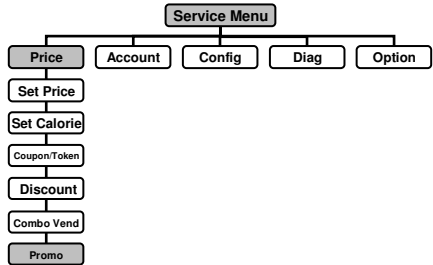 Service Menu
Price Account Config Diag Option
Set Price
Set Calorie
Coupon/Token
Discount
Combo Vend
Promo